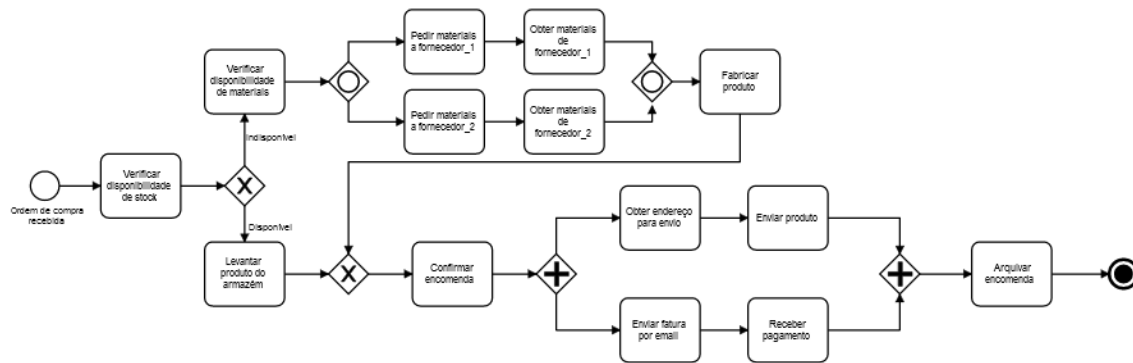 Pedir materiais
a fornecedor_1
Obter materiais
de
fornecedor_1
Verificar
disponibilidade
de materiais
Fabricar
produto
Pedir materiais
a fornecedor_2
Obter materiais
de
fornecedor_2
Indisponível
Verificar
disponibilidade
de stock
Ordem de compra
recebida
Disponível
Obter endereço
para envio
Enviar produto
Levantar
produto do
armazém
X
X
Confirmar
encomenda
Arquivar
encomenda
Enviar fatura
por email
Receber
pagamento